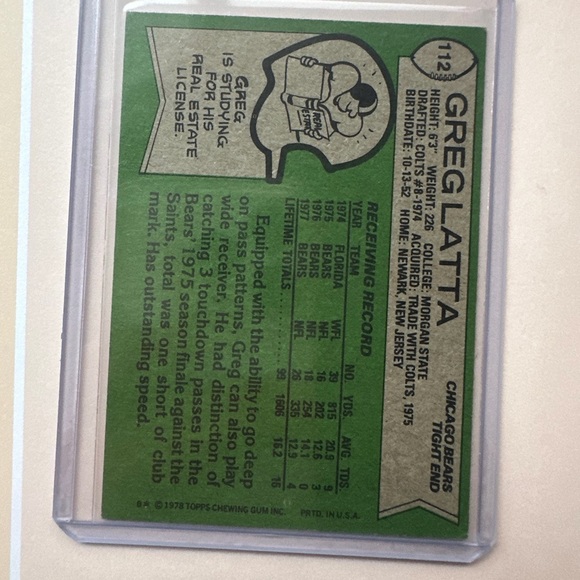 112
GREG LATTA
CHICAGO BEARS
TIGHT END
HEIGHT: 6'3" WEIGHT: 226 COLLEGE: MORGAN STATE
DRAFTED: COLTS #8-1974 ACQUIRED: TRADE WITH COLTS, 1975
BIRTHDATE: 10-13-52 HOME: NEWARK, NEW JERSEY
REAL
GREG
IS STUDYING
FOR HIS
REAL ESTATE
LICENSE.
RECEIVING RECORD
YEAR TEAM NO. YDS. AVG. TDS.
1974 FLORIDA WFL 39 815 20.9 9
1975 BEARS NFL 16 202 12.6 3
1976 BEARS NFL 18 254 14.1 0
1977 BEARS NFL 26 335 12.9 4
LIFETIME TOTALS 99 1606 16.2 16
Equipped with the ability to go deep
on pass patterns, Greg can also play
wide receiver. He had distinction of
catching 3 touchdown passes in the
Bears' 1975 season finale against the
Saints, total was one short of club
mark. Has outstanding speed.
© 1978 TOPPS CHEWING GUM INC. PRTD. IN U.S.A.